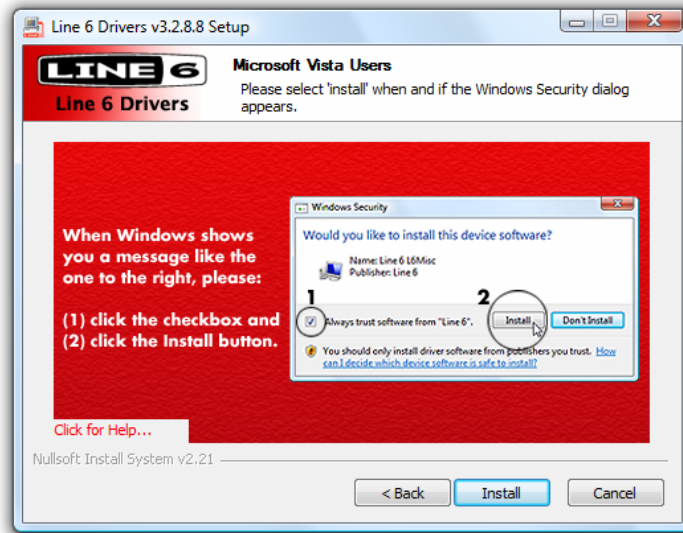 Line 6 Drivers v3.2.8.8 Setup
LINE 6
Line 6 Drivers
Microsoft Vista Users
Please select 'install' when and if the Windows Security dialog
appears.
When Windows shows
you a message like the
one to the right, please:
(1) click the checkbox and
(2) click the Install button.
Windows Security
Would you like to install this device software?
Name: Line 6 L6Misc
Publisher: Line 6
1
2
Always trust software from "Line 6".
Install
Don't Install
You should only install driver software from publishers you trust. How
can I decide which device software is safe to install?
Click for Help...
Nullsoft Install System v2.21
< Back
Install
Cancel